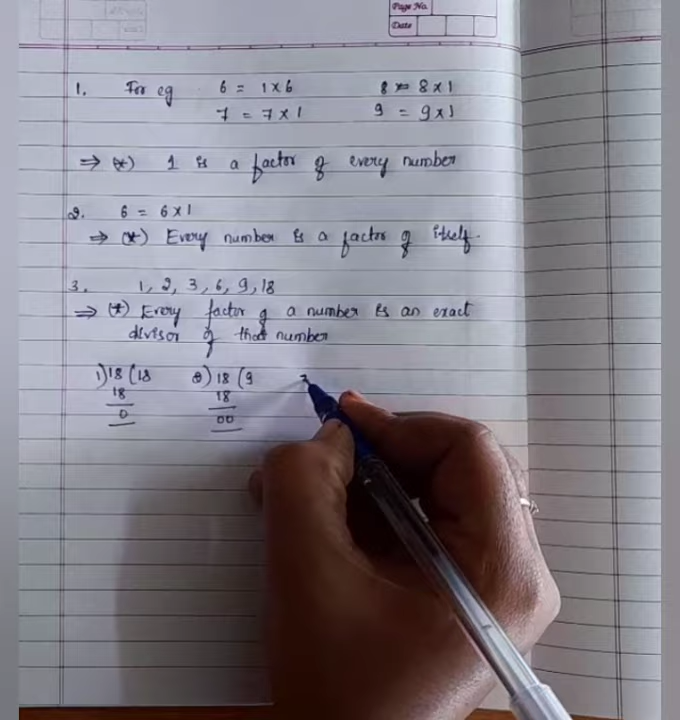 Page No.
Date
1. For eg 6 = 1 x 6 8 = 8 x 1
7 = 7 x 1 9 = 9 x 1
⇒ (*) 1 is a factor of every number
2. 6 = 6 x 1
⇒ (*) Every number is a factor of itself.
3. 1, 2, 3, 6, 9, 18
⇒ (*) Every factor of a number is an exact
divisor of that number
1)18(18 2)18(9 3
18 18
0 00